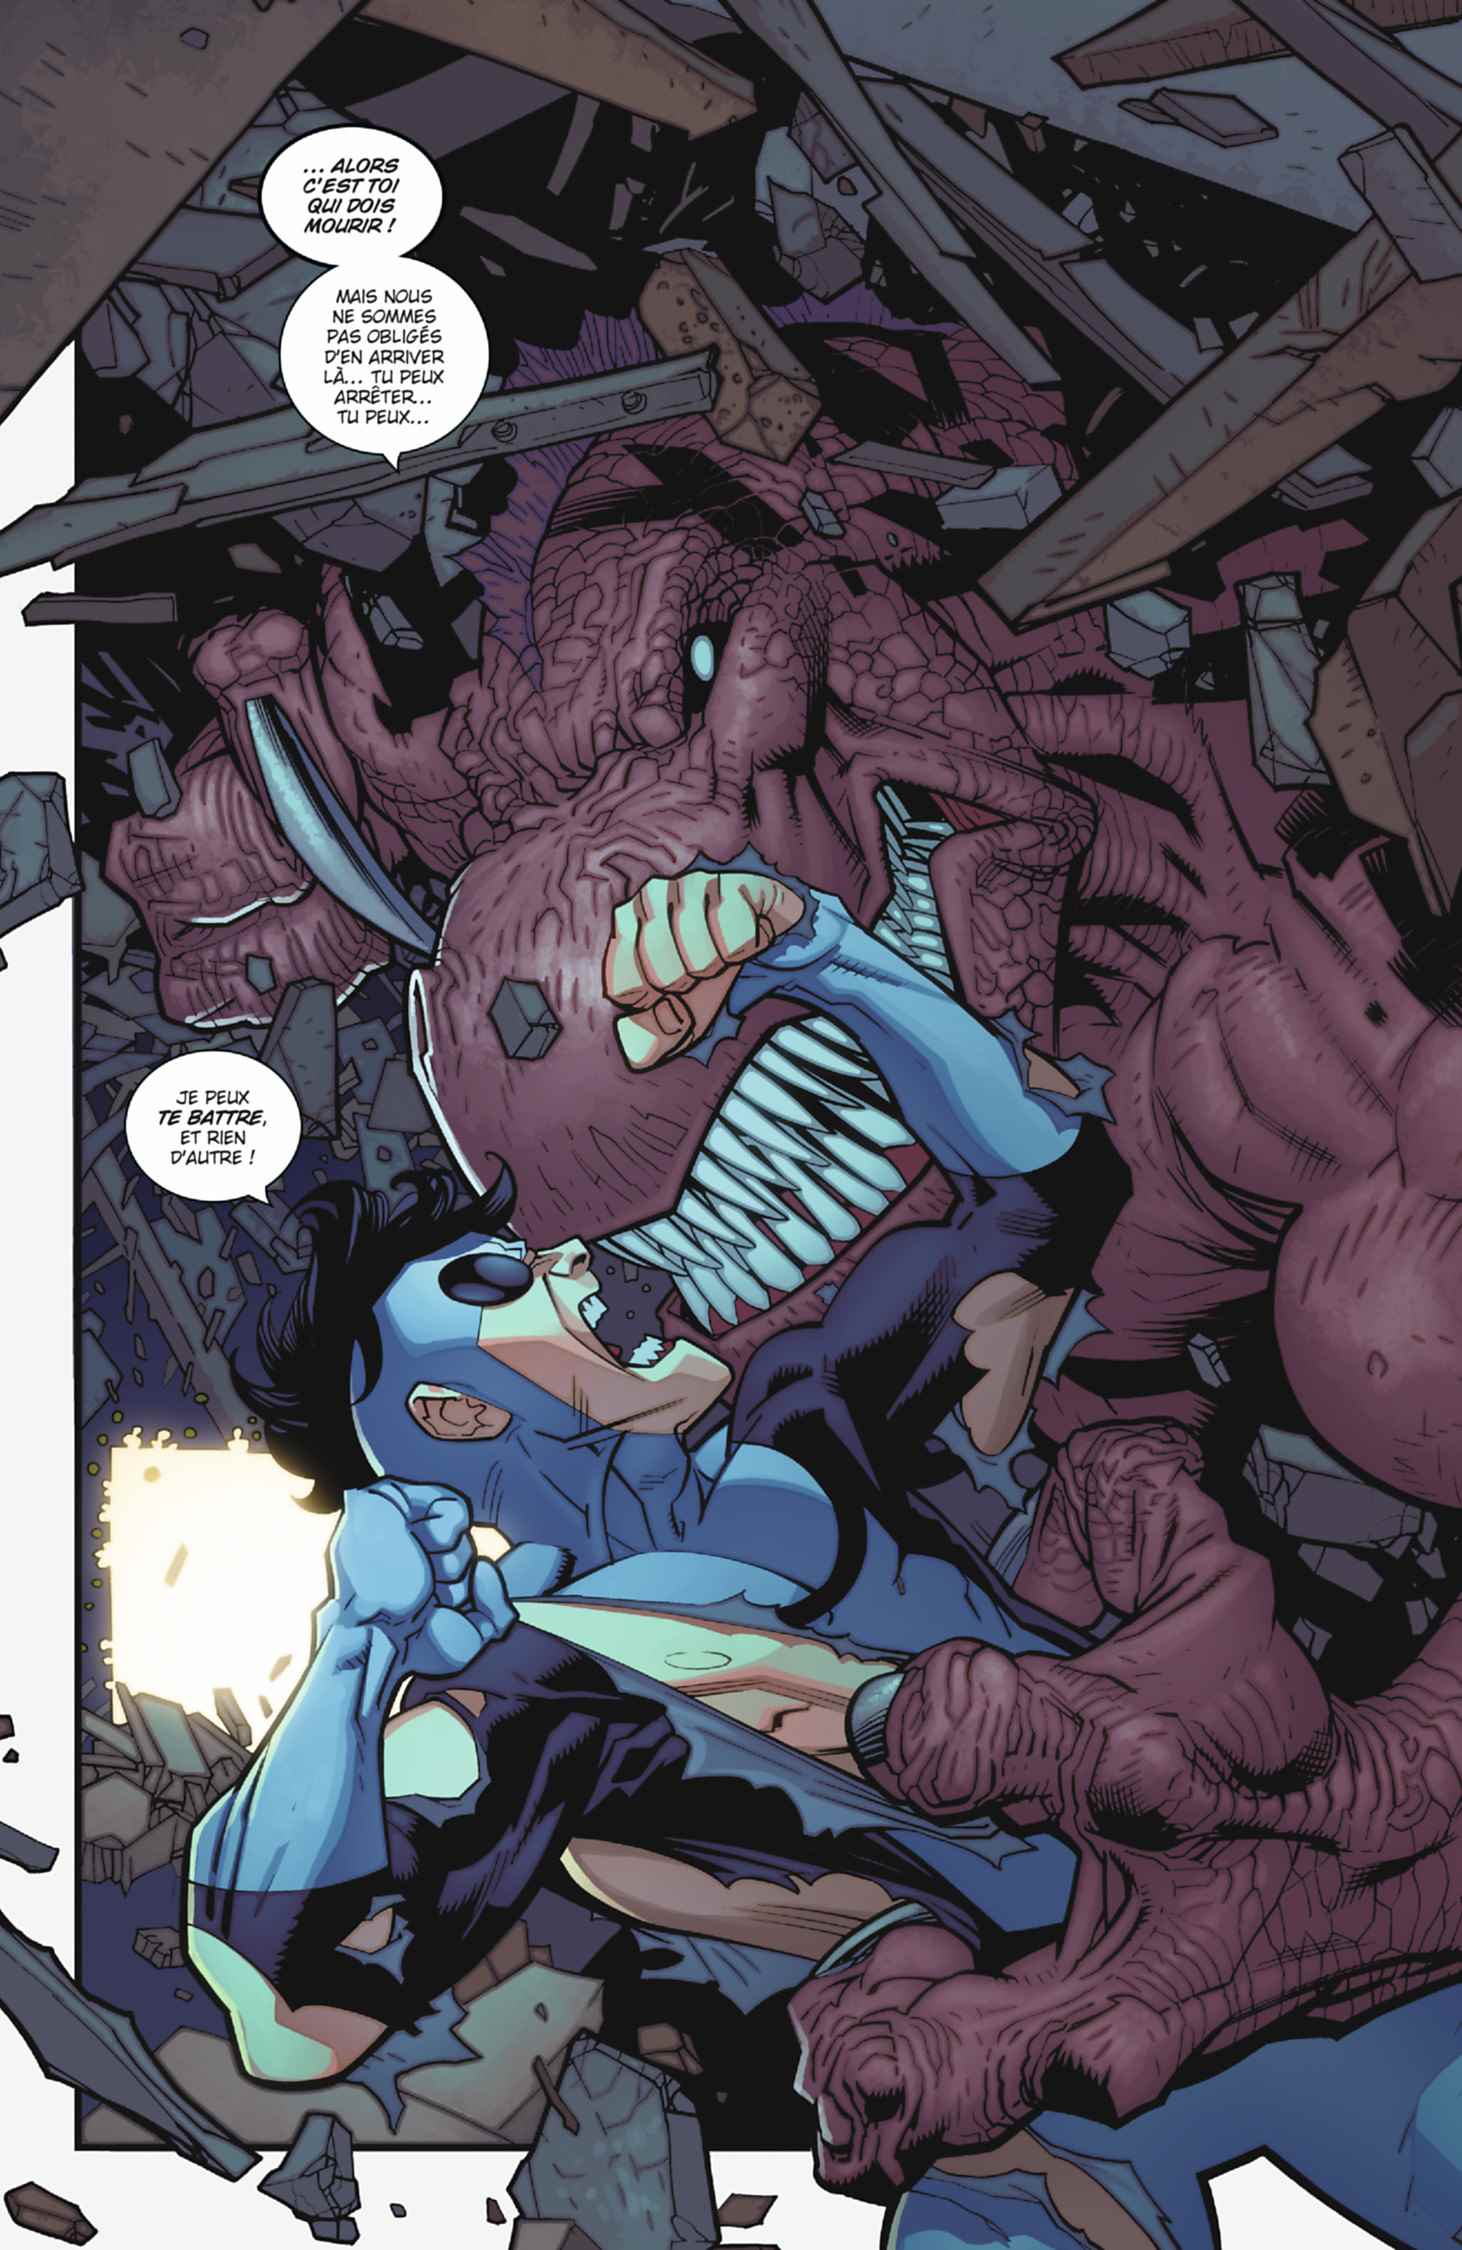 ... ALORS
C'EST TOI
QUI DOIS
MOURIR !
MAIS NOUS
NE SOMMES
PAS OBLIGÉS
D'EN ARRIVER
LÀ... TU PEUX
ARRÊTER...
TU PEUX...
JE PEUX
TE BATTRE,
ET RIEN
D'AUTRE !